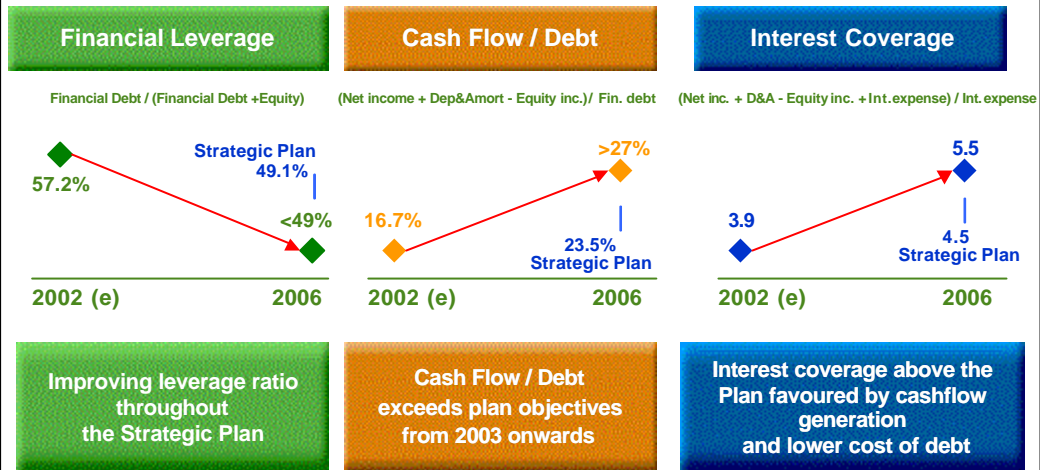 Financial Leverage
Financial Debt / (Financial Debt +Equity)
57.2%
Strategic Plan
49.1%
<49%
2002 (e)
2006
Improving leverage ratio
throughout
the Strategic Plan
Cash Flow / Debt
(Net income + Dep&Amort - Equity inc.)/ Fin. debt
16.7%
>27%
23.5%
Strategic Plan
2002 (e)
2006
Cash Flow / Debt
exceeds plan objectives
from 2003 onwards
Interest Coverage
(Net inc. + D&A - Equity inc. + Int.expense) / Int.expense
3.9
5.5
4.5
Strategic Plan
2002 (e)
2006
Interest coverage above the
Plan favoured by cashflow
generation
and lower cost of debt